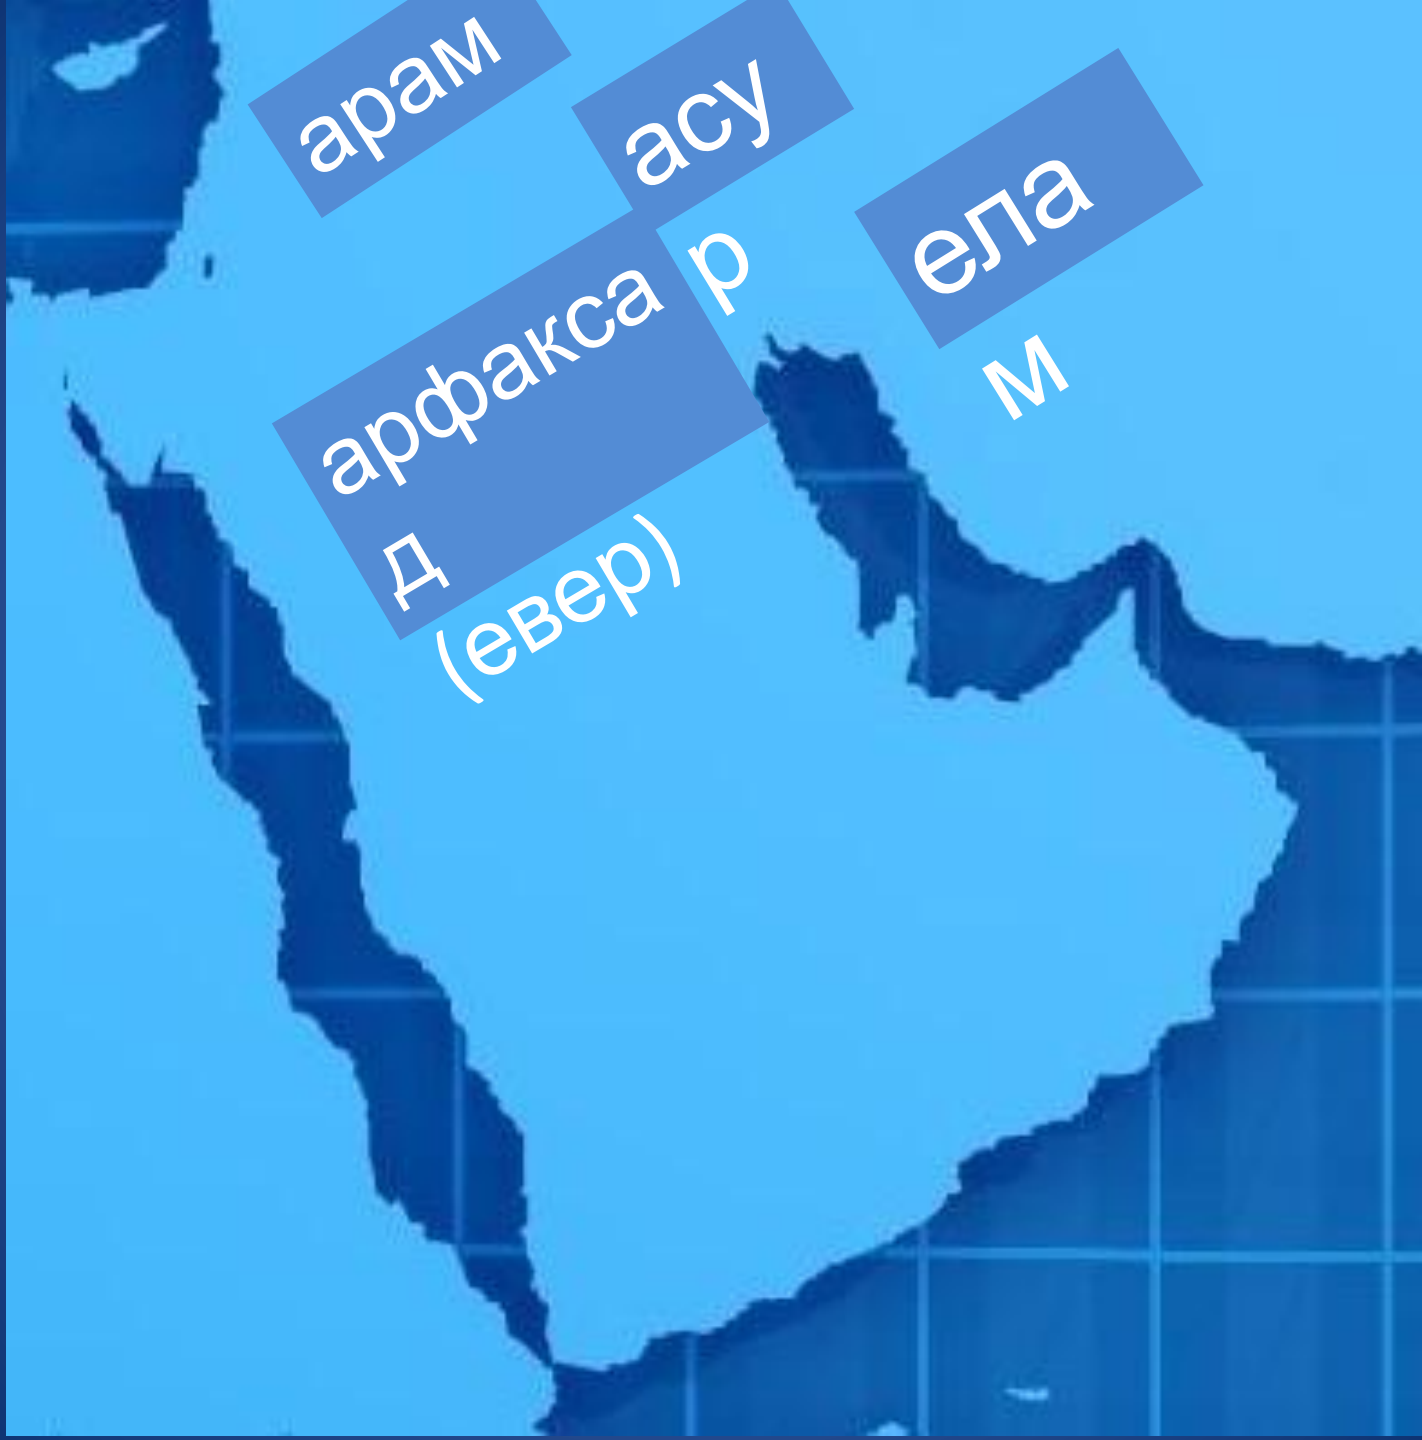 арам
асу
р
ела
м
арфакса
д
(евер)